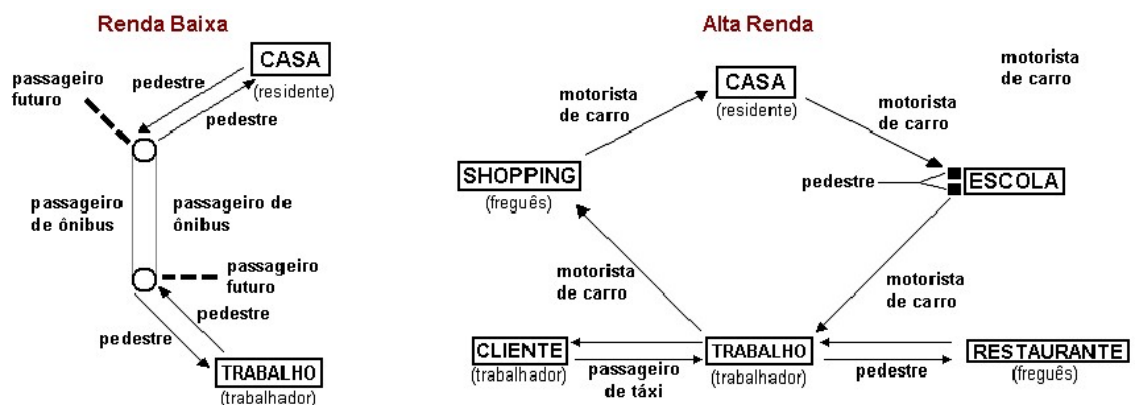 Renda Baixa
CASA
(residente)
pedestre
pedestre
passageiro
futuro
passageiro
de ônibus
passageiro de
ônibus
passageiro
futuro
pedestre
pedestre
TRABALHO
(trabalhador)
Alta Renda
motorista
de carro
CASA
(residente)
motorista
de carro
motorista
de carro
SHOPPING
(freguês)
pedestre
ESCOLA
motorista
de carro
motorista
de carro
CLIENTE
(trabalhador)
passageiro
de táxi
TRABALHO
(trabalhador)
pedestre
RESTAURANTE
(freguês)